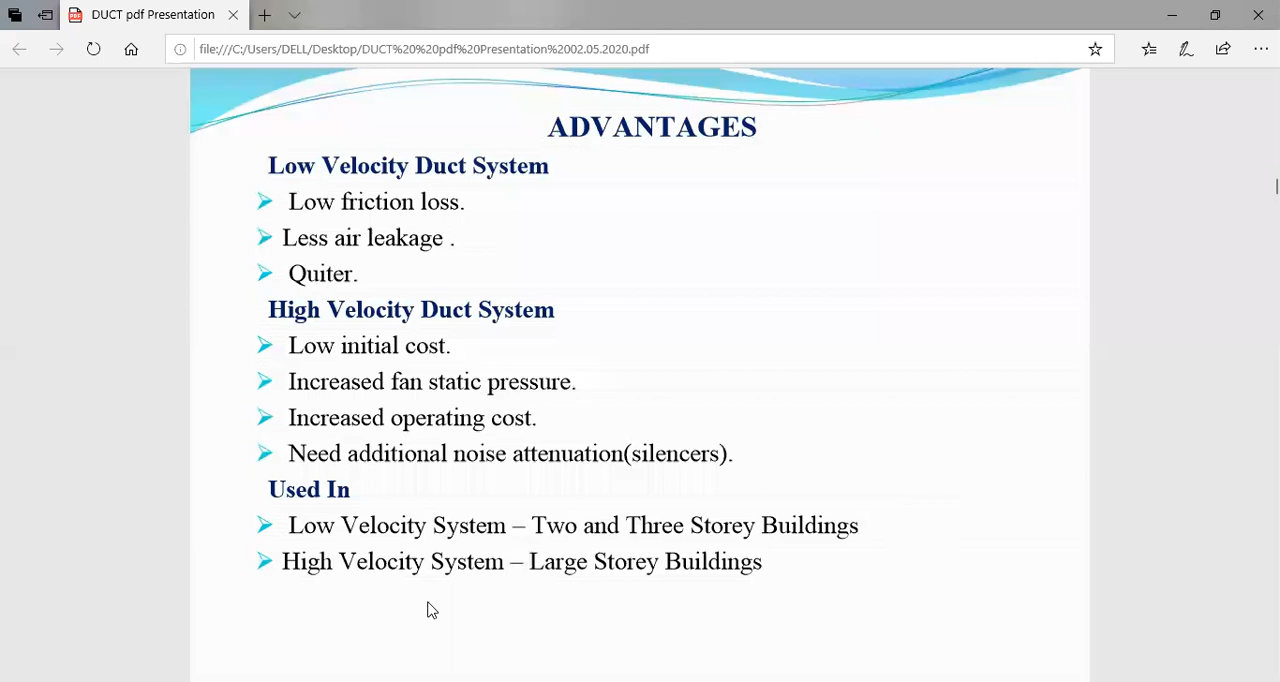 DUCT pdf Presentation
file:///C:/Users/DELL/Desktop/DUCT%20%20pdf%20Presentation%2002.05.2020.pdf
ADVANTAGES
Low Velocity Duct System
Low friction loss.
Less air leakage .
Quiter.
High Velocity Duct System
Low initial cost.
Increased fan static pressure.
Increased operating cost.
Need additional noise attenuation(silencers).
Used In
Low Velocity System – Two and Three Storey Buildings
High Velocity System – Large Storey Buildings